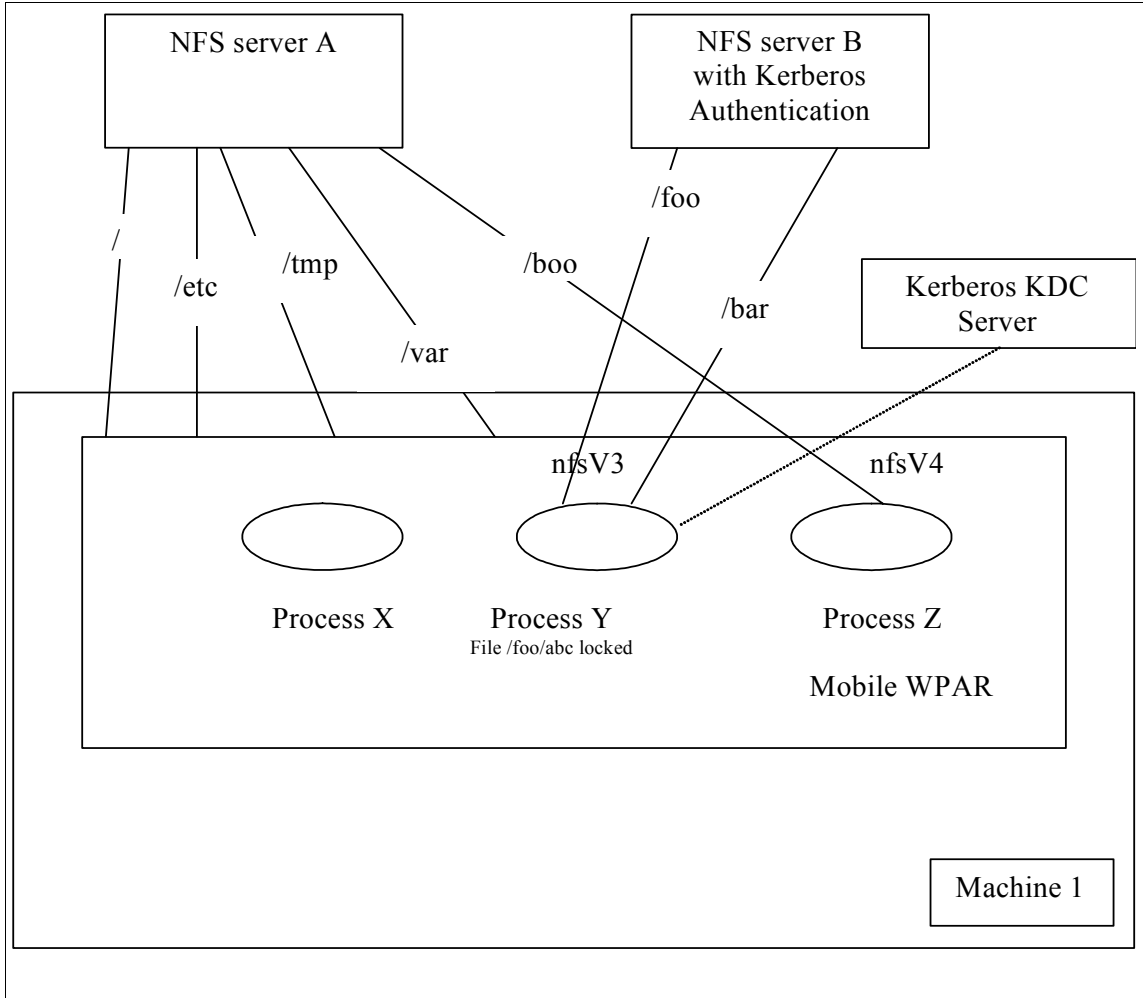 NFS server A
NFS server B
with Kerberos
Authentication
/foo
/
/tmp
/boo
/etc
/bar
Kerberos KDC
Server
/var
nfsV3
nfsV4
Process X
Process Y
File /foo/abc locked
Process Z
Mobile WPAR
Machine 1